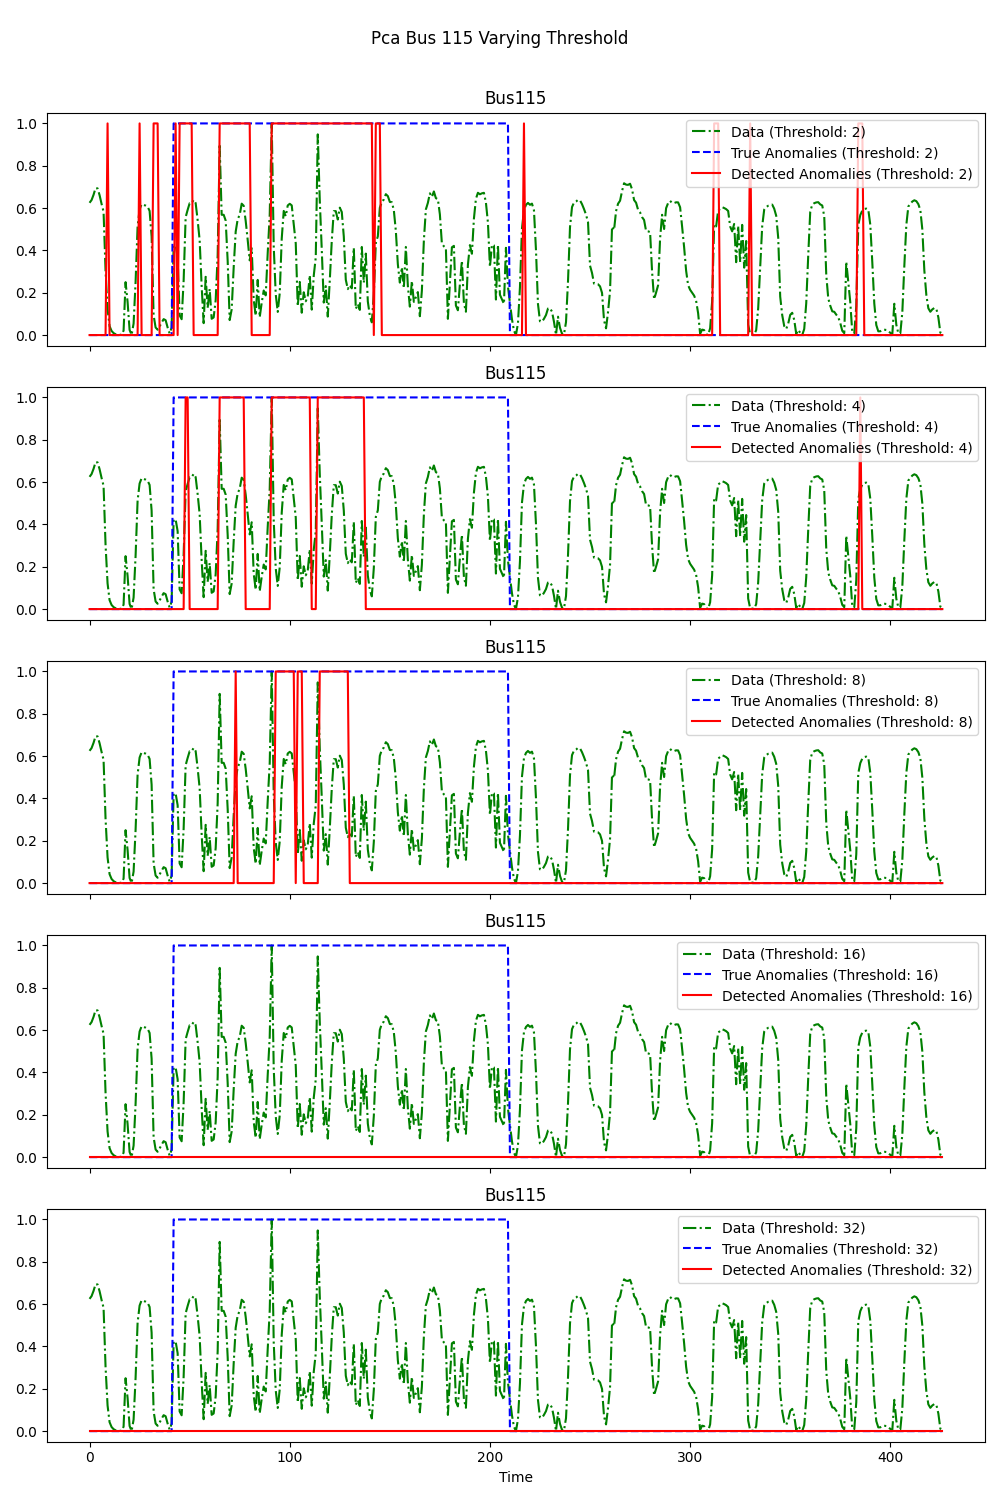 Pca Bus 115 Varying Threshold
Bus115
1.0
0.8
0.6
0.4
0.2
0.0
Data (Threshold: 2)
True Anomalies (Threshold: 2)
Detected Anomalies (Threshold: 2)
Bus115
1.0
0.8
0.6
0.4
0.2
0.0
Data (Threshold: 4)
True Anomalies (Threshold: 4)
Detected Anomalies (Threshold: 4)
Bus115
1.0
0.8
0.6
0.4
0.2
0.0
Data (Threshold: 8)
True Anomalies (Threshold: 8)
Detected Anomalies (Threshold: 8)
Bus115
1.0
0.8
0.6
0.4
0.2
0.0
Data (Threshold: 16)
True Anomalies (Threshold: 16)
Detected Anomalies (Threshold: 16)
Bus115
1.0
0.8
0.6
0.4
0.2
0.0
Data (Threshold: 32)
True Anomalies (Threshold: 32)
Detected Anomalies (Threshold: 32)
0 100 200 300 400
Time